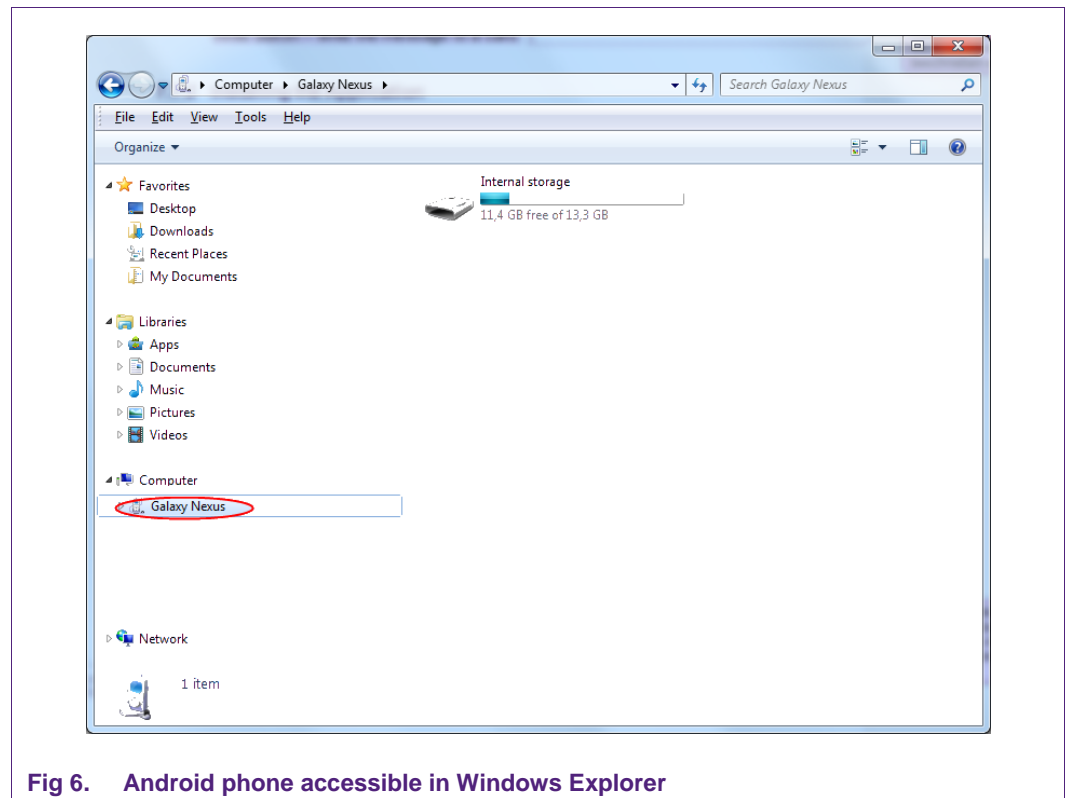 Computer ▸ Galaxy Nexus ▸
Search Galaxy Nexus
File Edit View Tools Help
Organize
Favorites
Desktop
Downloads
Recent Places
My Documents
Libraries
Apps
Documents
Music
Pictures
Videos
Computer
Galaxy Nexus
Network
Internal storage
11,4 GB free of 13,3 GB
1 item
Fig 6. Android phone accessible in Windows Explorer